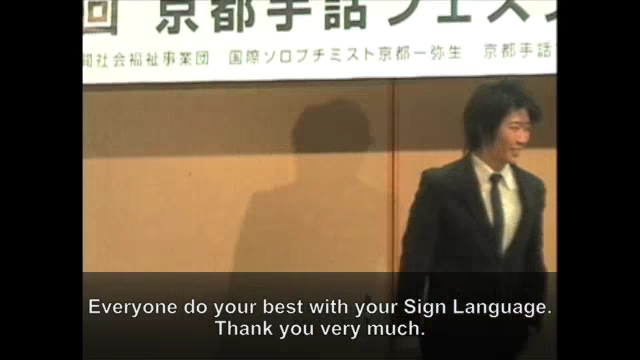 回 京都手話フェス
聞社会福祉事業団 国際ソロプチミスト京都一弥生 京都手話
Everyone do your best with your Sign Language.
Thank you very much.